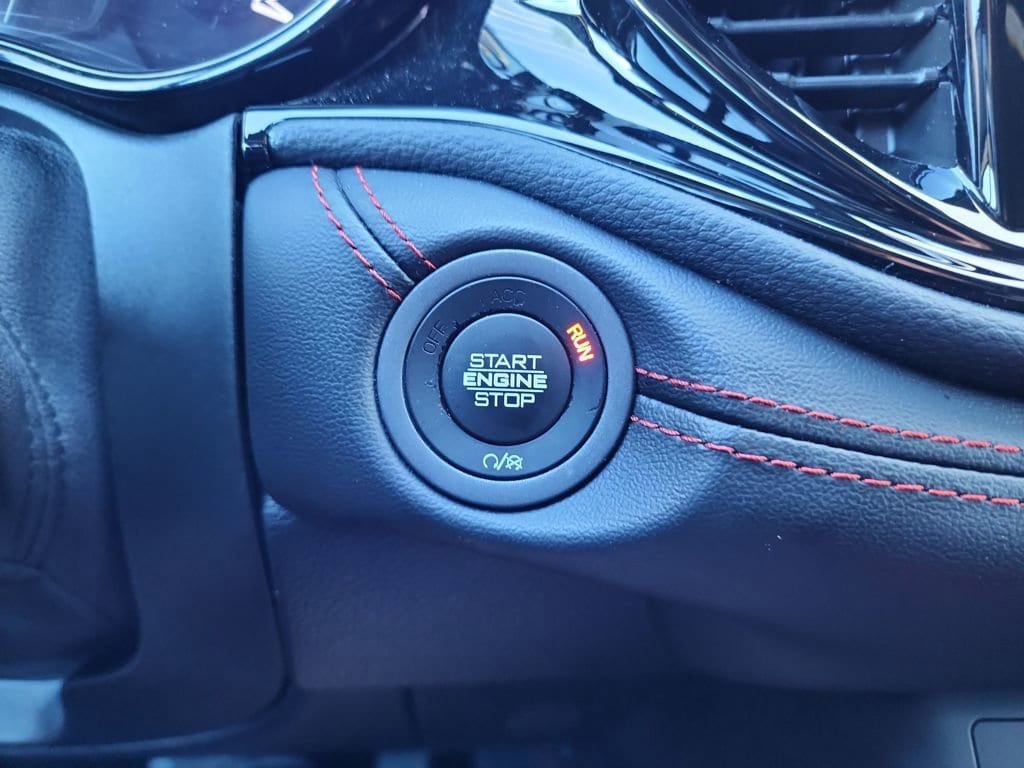 OFF
ACC
RUN
START
ENGINE
STOP